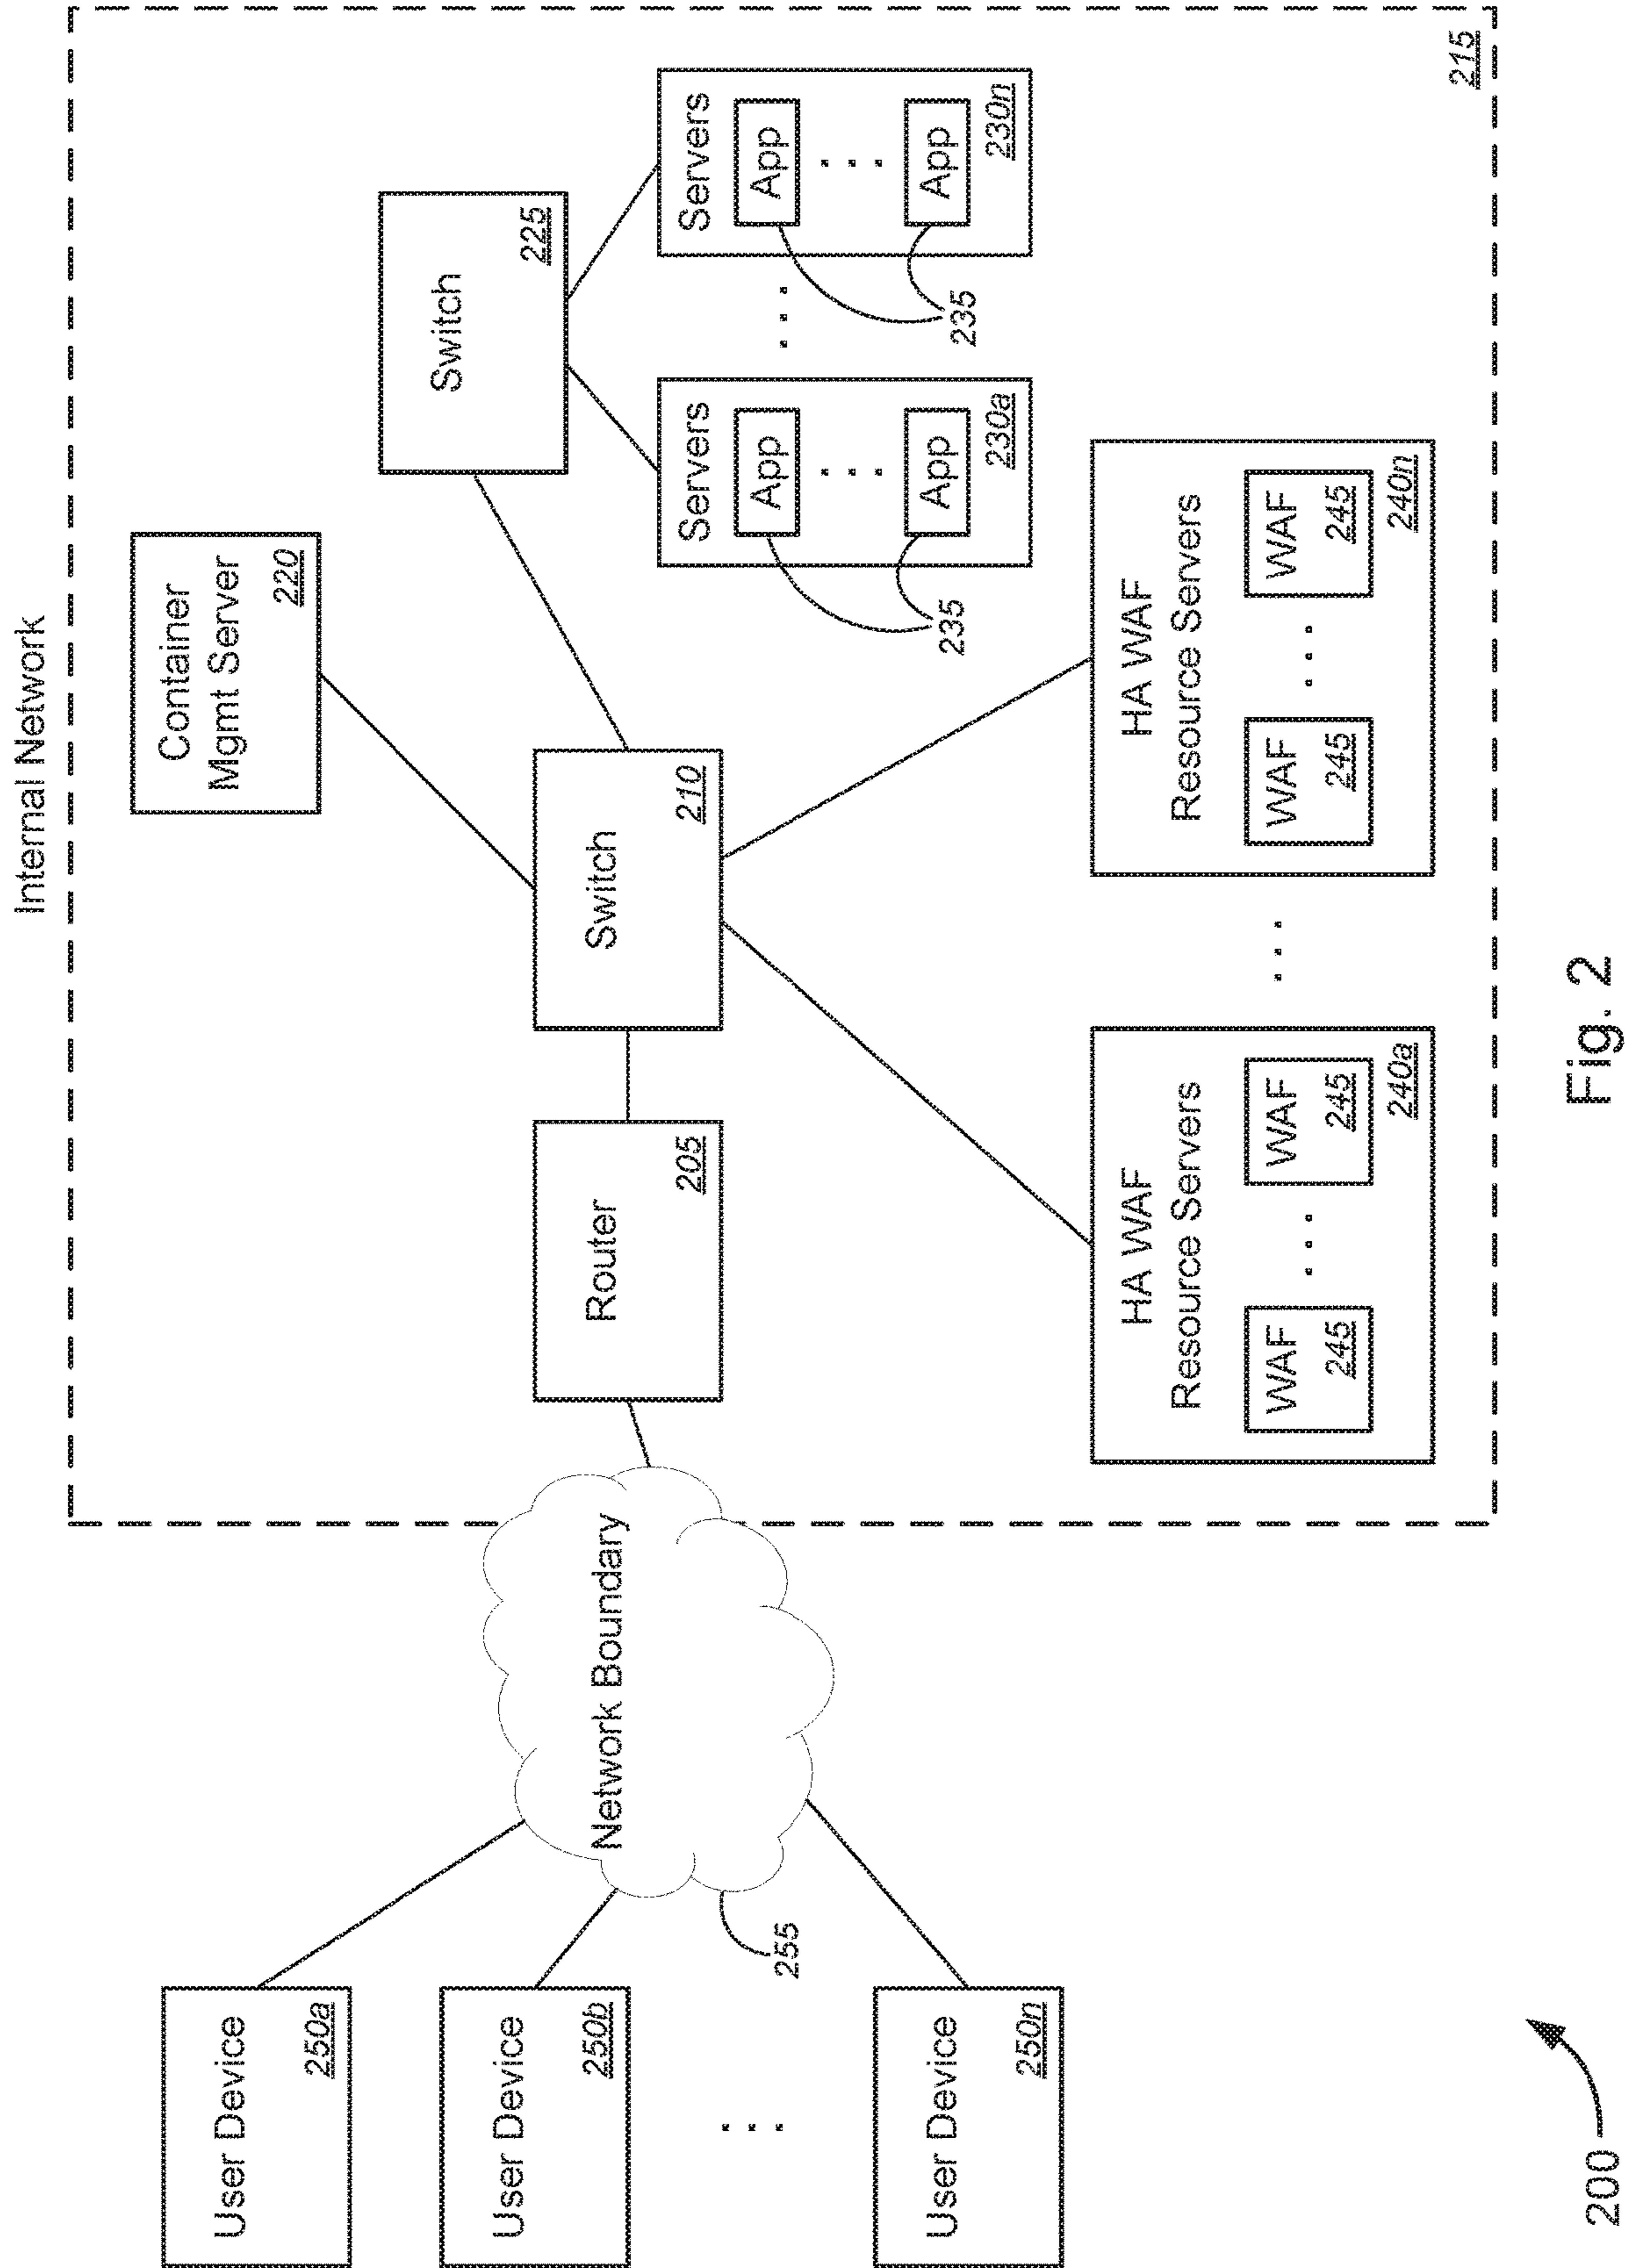 Internal Network
Container
Mgmt Server
220
Switch
225
Servers
App
App
230a
235
Servers
App
App
230n
235
User Device
250a
User Device
250b
User Device
250n
255
Network Boundary
Router
205
Switch
210
HA WAF
Resource Servers
WAF
245
WAF
245
240a
HA WAF
Resource Servers
WAF
245
WAF
245
240n
215
200
Fig. 2